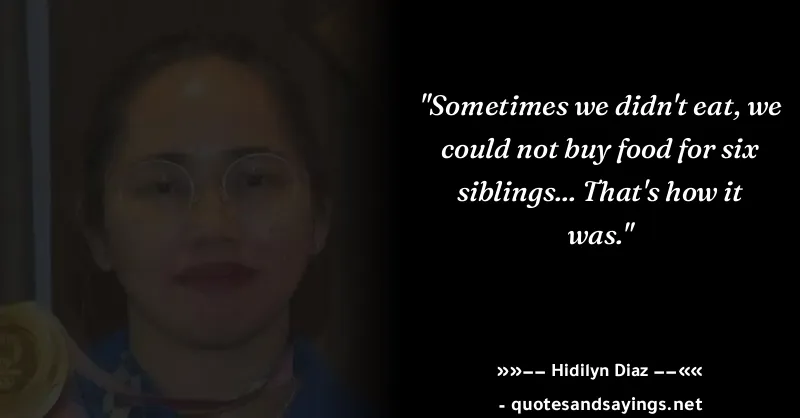 "Sometimes we didn't eat, we
could not buy food for six
siblings... That's how it
was."
»»–– Hidilyn Diaz ––««
- quotesandsayings.net